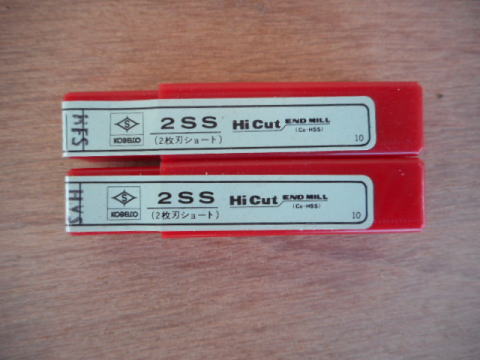 KOBELCO
2SS
(2枚刃ショート)
Hi Cut END MILL
(Co-HSS)
10
KOBELCO
2SS
(2枚刃ショート)
Hi Cut END MILL
(Co-HSS)
10